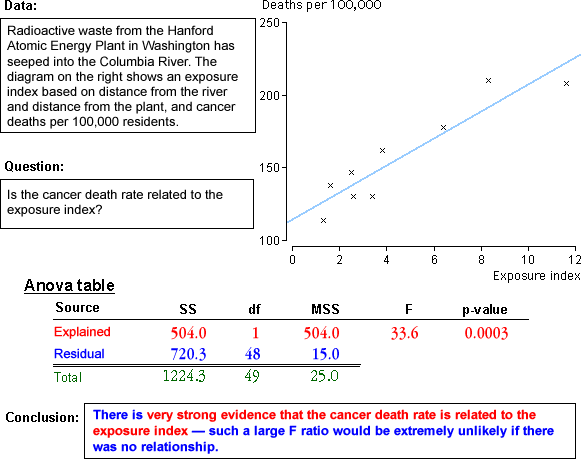 Data:
Radioactive waste from the Hanford
Atomic Energy Plant in Washington has
seeped into the Columbia River. The
diagram on the right shows an exposure
index based on distance from the river
and distance from the plant, and cancer
deaths per 100,000 residents.
Question:
Is the cancer death rate related to the
exposure index?
Deaths per 100,000
250
200
150
100
0 2 4 6 8 10 12
Exposure index
Anova table
Source SS df MSS F p-value
Explained 504.0 1 504.0 33.6 0.0003
Residual 720.3 48 15.0
Total 1224.3 49 25.0
Conclusion:
There is very strong evidence that the cancer death rate is related to the
exposure index — such a large F ratio would be extremely unlikely if there
was no relationship.